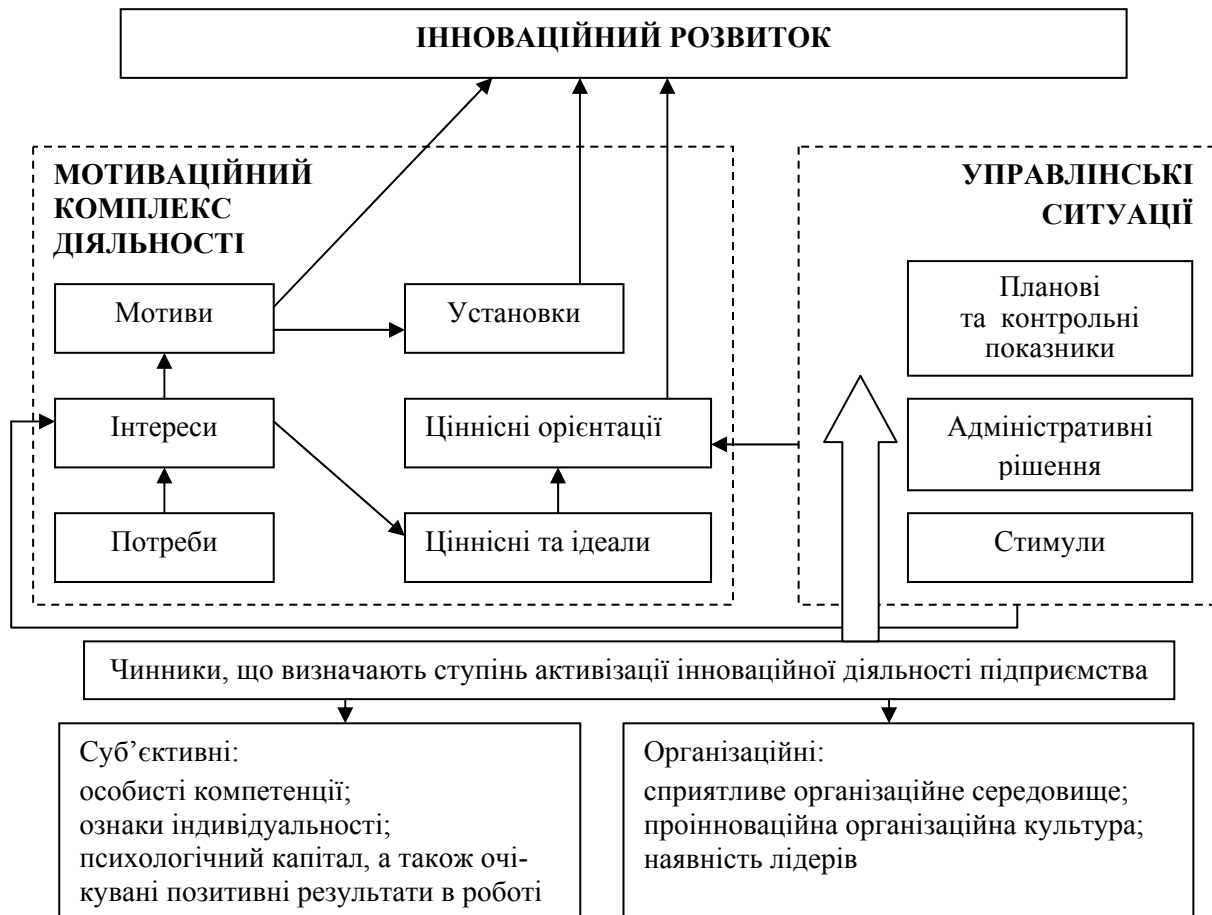 ІННОВАЦІЙНИЙ РОЗВИТОК
МОТИВАЦІЙНИЙ
КОМПЛЕКС
ДІЯЛЬНОСТІ
Мотиви
Установки
Інтереси
Ціннісні орієнтації
Потреби
Ціннісні та ідеали
УПРАВЛІНСЬКІ
СИТУАЦІЇ
Планові
та контрольні
показники
Адміністративні
рішення
Стимули
Чинники, що визначають ступінь активізації інноваційної діяльності підприємства
Суб’єктивні:
особисті компетенції;
ознаки індивідуальності;
психологічний капітал, а також очі-
кувані позитивні результати в роботі
Організаційні:
сприятливе організаційне середовище;
проінноваційна організаційна культура;
наявність лідерів